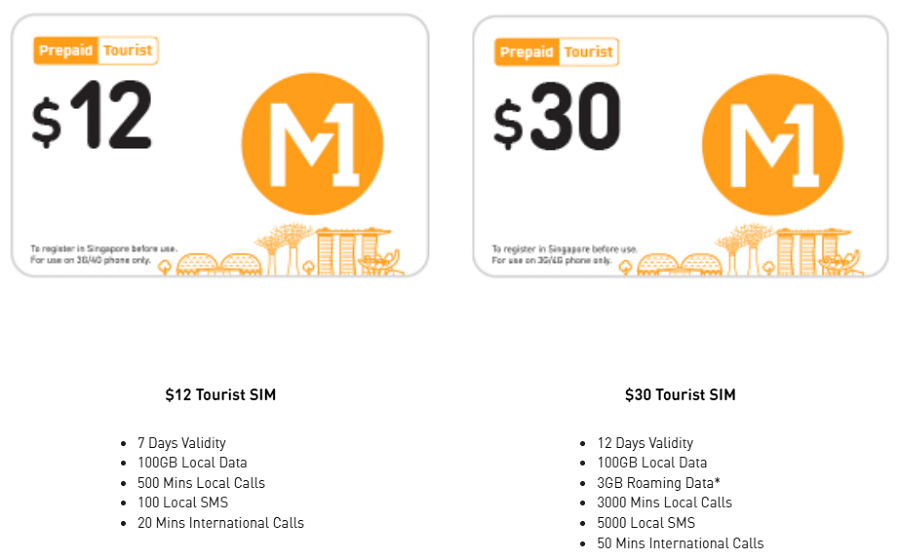 Prepaid Tourist
$12
M1
To register in Singapore before use.
For use on 3G/4G phone only.
Prepaid Tourist
$30
M1
To register in Singapore before use.
For use on 3G/4G phone only.
$12 Tourist SIM
• 7 Days Validity
• 100GB Local Data
• 500 Mins Local Calls
• 100 Local SMS
• 20 Mins International Calls
$30 Tourist SIM
• 12 Days Validity
• 100GB Local Data
• 3GB Roaming Data*
• 3000 Mins Local Calls
• 5000 Local SMS
• 50 Mins International Calls